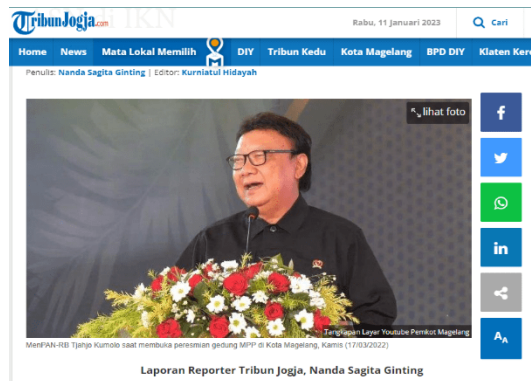 TribunJogja.com
IKN
Rabu, 11 Januari 2023
Cari
Home News Mata Lokal Memilih DIY Tribun Kedu Kota Magelang BPD DIY Klaten Ker
Penulis: Nanda Sagita Ginting | Editor: Kurniatul Hidayah
lihat foto
f
in
Tangkapan Layar Youtube Pemkot Magelang
A A
MenPAN-RB Tjahjo Kumolo saat membuka peresmian gedung MPP di Kota Magelang, Kamis (17/03/2022)
Laporan Reporter Tribun Jogja, Nanda Sagita Ginting